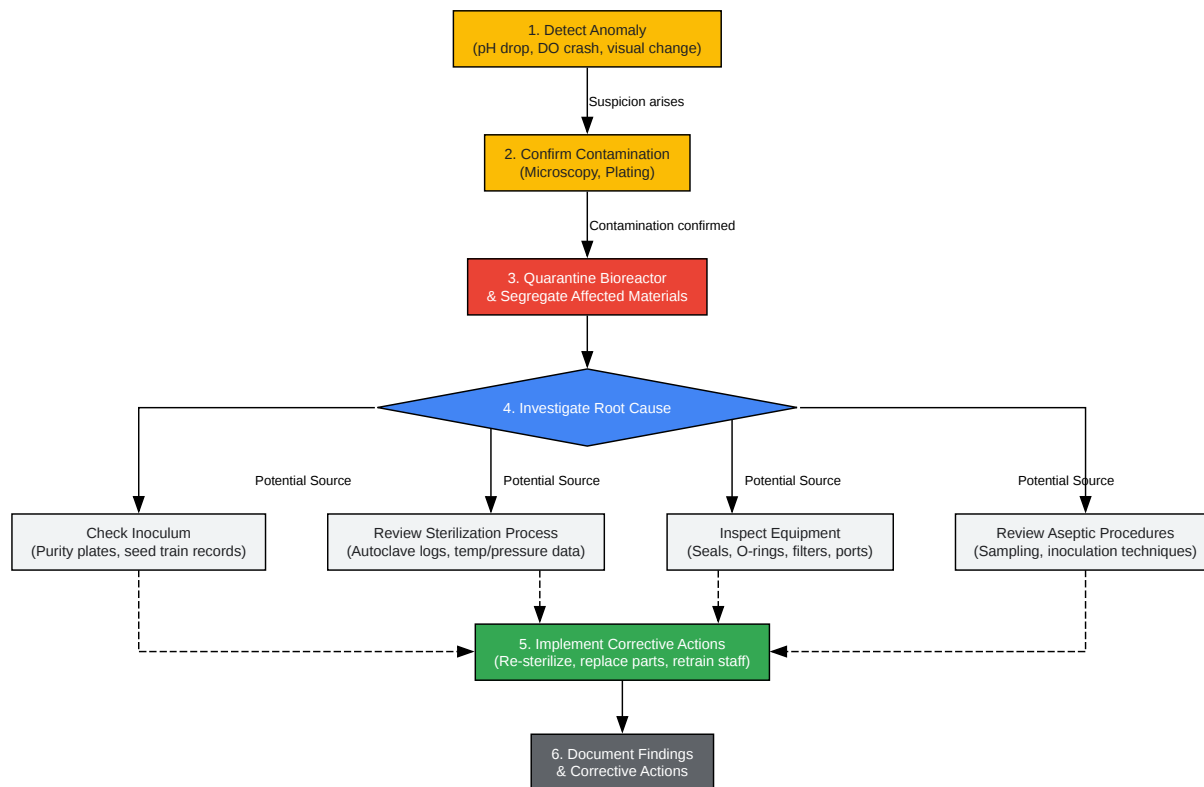 1. Detect Anomaly
(pH drop, DO crash, visual change)
Suspicion arises
2. Confirm Contamination
(Microscopy, Plating)
Contamination confirmed
3. Quarantine Bioreactor
& Segregate Affected Materials
4. Investigate Root Cause
Potential Source
Potential Source
Potential Source
Potential Source
Check Inoculum
(Purity plates, seed train records)
Review Sterilization Process
(Autoclave logs, temp/pressure data)
Inspect Equipment
(Seals, O-rings, filters, ports)
Review Aseptic Procedures
(Sampling, inoculation techniques)
5. Implement Corrective Actions
(Re-sterilize, replace parts, retrain staff)
6. Document Findings
& Corrective Actions